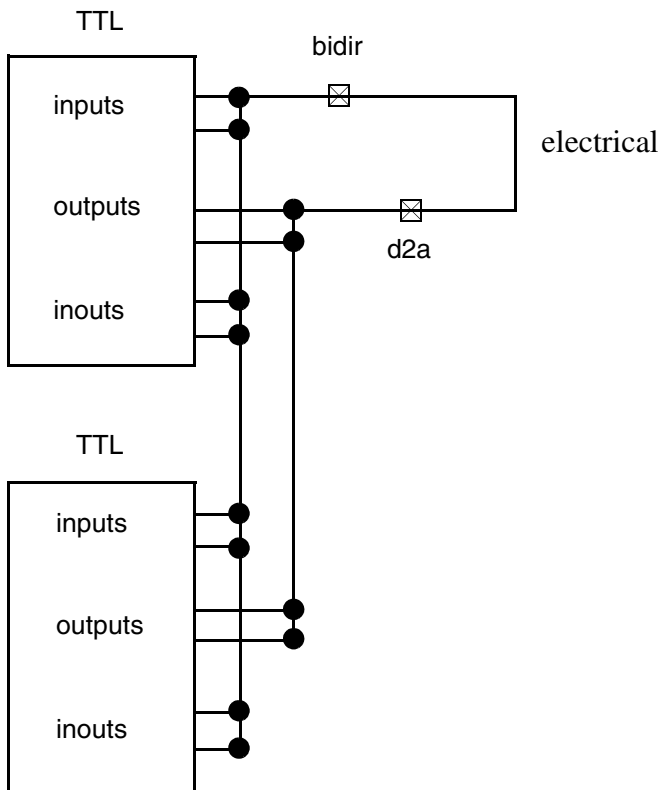 TTL
bidir
inputs
electrical
outputs
d2a
inouts
TTL
inputs
outputs
inouts